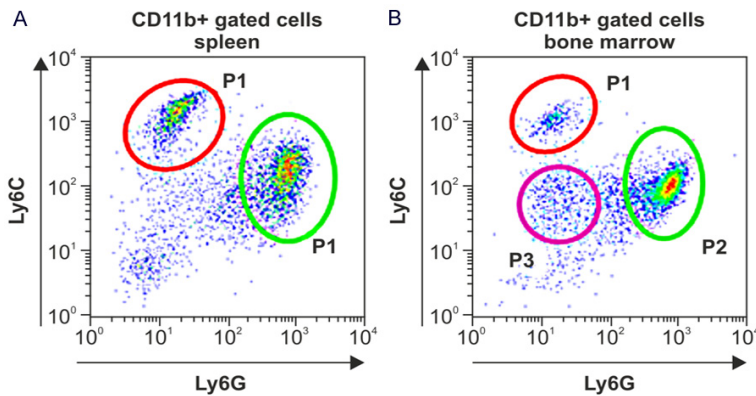 A
CD11b+ gated cells
spleen
10⁴
10³
10²
10¹
10⁰
Ly6C
P1
P1
10⁰ 10¹ 10² 10³ 10⁴
Ly6G
B
CD11b+ gated cells
bone marrow
10⁴
10³
10²
10¹
10⁰
Ly6C
P1
P3
P2
10⁰ 10¹ 10² 10³ 10⁴
Ly6G